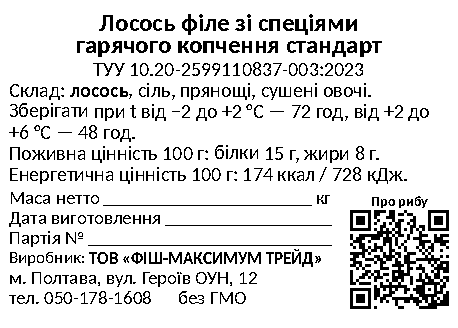 Лосось філе зі спеціями
гарячого копчення стандарт
ТУУ 10.20-2599110837-003:2023
Склад: лосось, сіль, прянощі, сушені овочі.
Зберігати при t від −2 до +2 °С — 72 год, від +2 до
+6 °С — 48 год.
Поживна цінність 100 г: білки 15 г, жири 8 г.
Енергетична цінність 100 г: 174 ккал / 728 кДж.
Маса нетто ______________________ кг
Дата виготовлення __________________
Партія № __________________________
Про рибу
Виробник: ТОВ «ФІШ-МАКСИМУМ ТРЕЙД»
м. Полтава, вул. Героїв ОУН, 12
тел. 050-178-1608 без ГМО